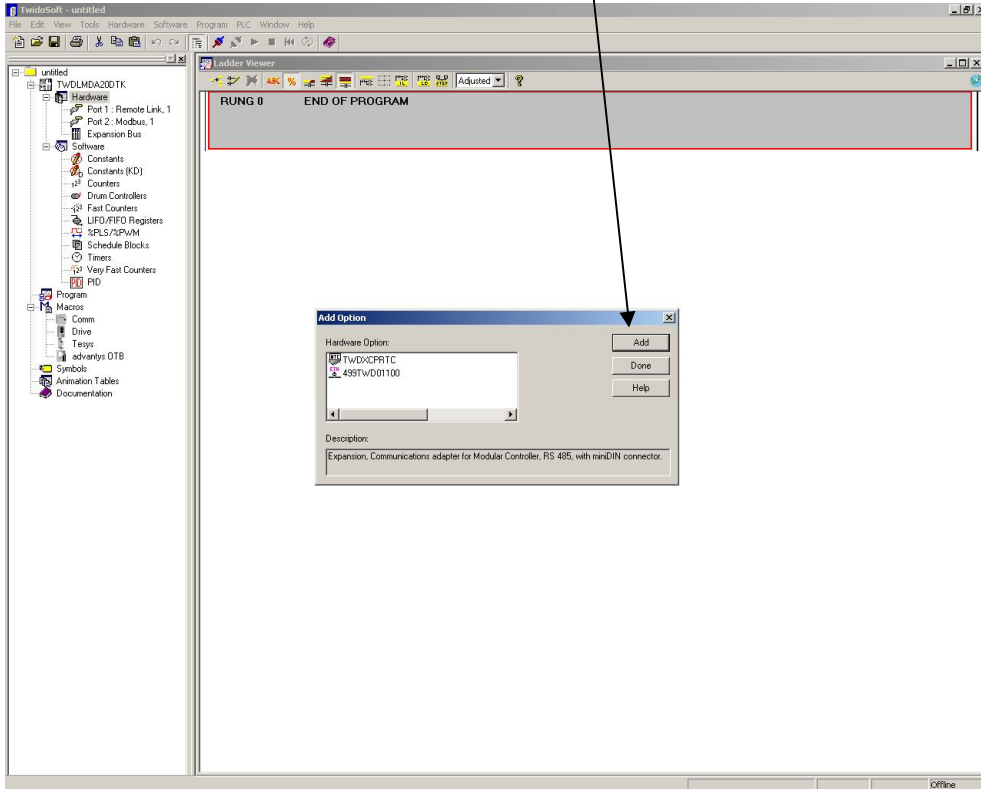 TwidoSoft - untitled
File Edit View Tools Hardware Software Program PLC Window Help
untitled
TWDLMDA20DTK
Hardware
Port 1 : Remote Link, 1
Port 2 : Modbus, 1
Expansion Bus
Software
Constants
Constants (KD)
Counters
Drum Controllers
Fast Counters
LIFO/FIFO Registers
%PLS/%PWM
Schedule Blocks
Timers
Very Fast Counters
PID
Program
Macros
Comm
Drive
Tesys
advantys OTB
Symbols
Animation Tables
Documentation
Ladder Viewer
ABC % Adjusted
RUNG 0 END OF PROGRAM
Add Option
Hardware Option:
TWDXCPRTC
499TWD01100
Add
Done
Help
Description:
Expansion, Communications adapter for Modular Controller, RS 485, with miniDIN connector.
Offline